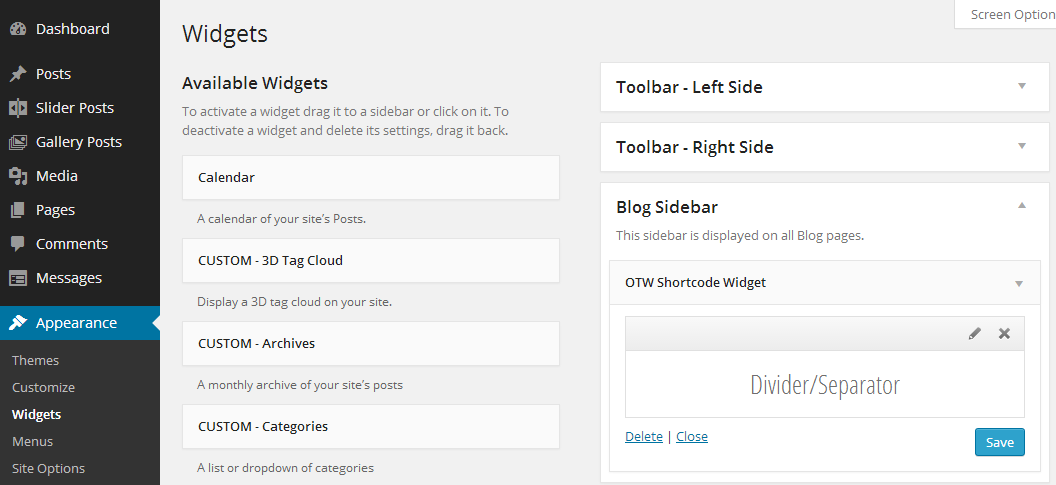 Dashboard
Posts
Slider Posts
Gallery Posts
Media
Pages
Comments
Messages
Appearance
Themes
Customize
Widgets
Menus
Site Options
Screen Option
Widgets
Available Widgets
To activate a widget drag it to a sidebar or click on it. To
deactivate a widget and delete its settings, drag it back.
Calendar
A calendar of your site's Posts.
CUSTOM - 3D Tag Cloud
Display a 3D tag cloud on your site.
CUSTOM - Archives
A monthly archive of your site's posts
CUSTOM - Categories
A list or dropdown of categories
Toolbar - Left Side
Toolbar - Right Side
Blog Sidebar
This sidebar is displayed on all Blog pages.
OTW Shortcode Widget
Divider/Separator
Delete | Close
Save